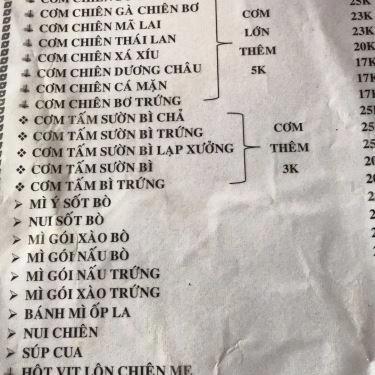 CƠM CHIÊN GÀ CHIÊN BƠ
CƠM CHIÊN MÃ LAI 23K
CƠM CHIÊN THÁI LAN 23K
CƠM CHIÊN XÁ XÍU 20K
CƠM CHIÊN DƯƠNG CHÂU 17K
CƠM CHIÊN CÁ MẶN
CƠM CHIÊN BƠ TRỨNG
CƠM
LỚN
THÊM
5K
CƠM TẤM SƯỜN BÌ CHẢ
CƠM TẤM SƯỜN BÌ TRỨNG
CƠM TẤM SƯỜN BÌ LẠP XƯỞNG
CƠM TẤM SƯỜN BÌ
CƠM TẤM BÌ TRỨNG
CƠM
THÊM
3K
MÌ Ý SỐT BÒ
NUI SỐT BÒ
MÌ GÓI XÀO BÒ
MÌ GÓI NẤU BÒ
MÌ GÓI NẤU TRỨNG
MÌ GÓI XÀO TRỨNG
BÁNH MÌ ỐP LA
NUI CHIÊN
SÚP CUA
HỘT VỊT LỘN CHIÊN ME